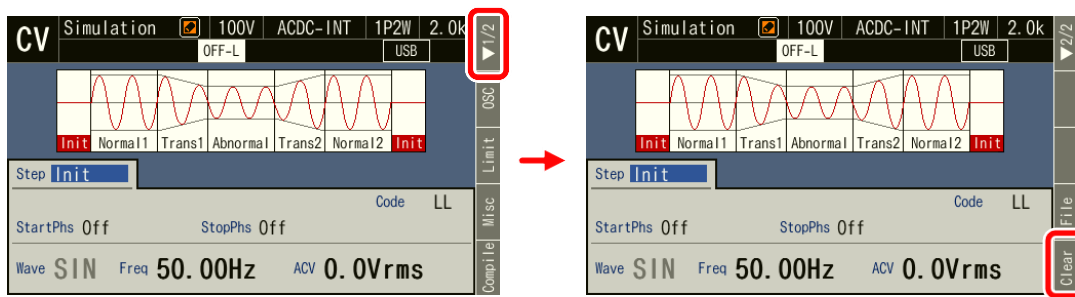 CV Simulation 100V ACDC-INT 1P2W 2.0k
OFF-L USB
▼1/2
OSC
Limit
Misc
Compile
Init Normal1 Trans1 Abnormal Trans2 Normal2 Init
Step Init
Code LL
StartPhs Off StopPhs Off
Wave SIN Freq 50.00Hz ACV 0.0Vrms
CV Simulation 100V ACDC-INT 1P2W 2.0k
OFF-L USB
▼2/2
File
Clear
Init Normal1 Trans1 Abnormal Trans2 Normal2 Init
Step Init
Code LL
StartPhs Off StopPhs Off
Wave SIN Freq 50.00Hz ACV 0.0Vrms